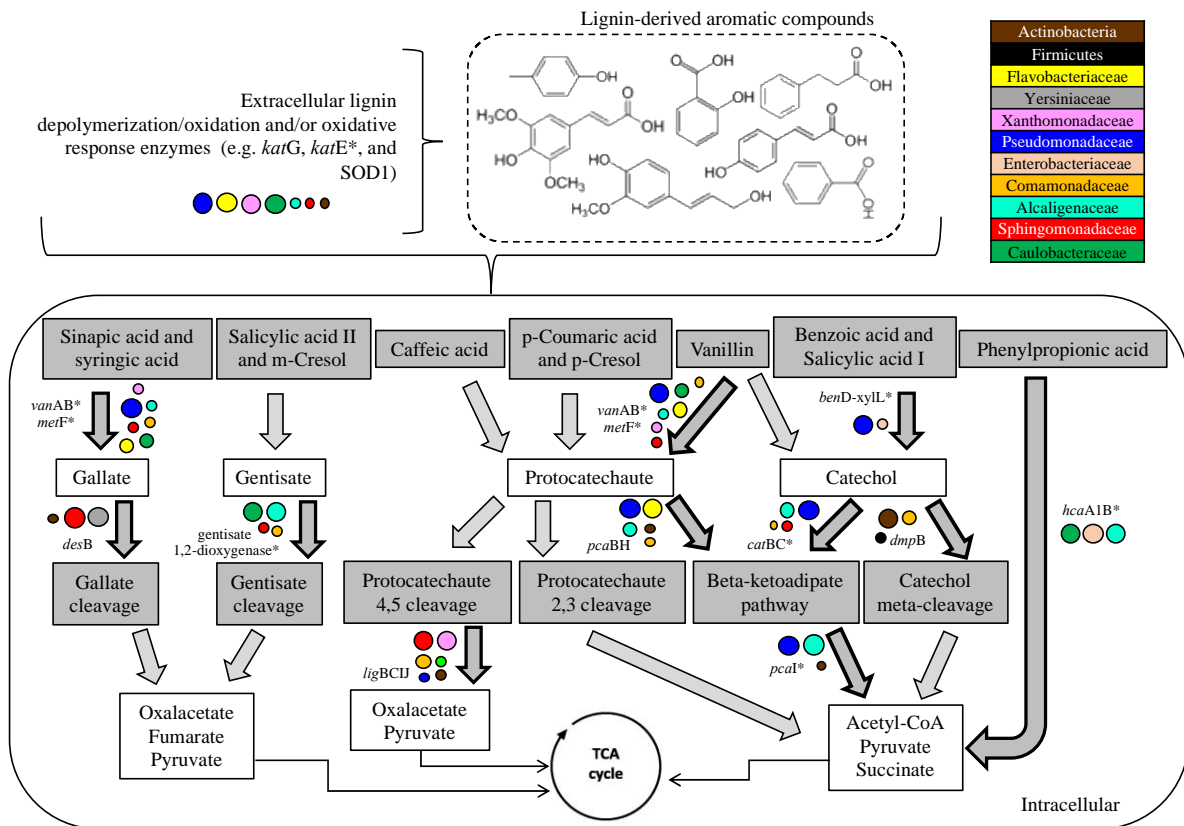 Lignin-derived aromatic compounds
OH
OH
O
OH
O
OH
O
OH
H₃CO
HO
OCH₃
O
OH
HO
HO
H₃CO
OH
O
O
H
Extracellular lignin
depolymerization/oxidation and/or oxidative
response enzymes (e.g. katG, katE*, and
SOD1)
Actinobacteria
Firmicutes
Flavobacteriaceae
Yersiniaceae
Xanthomonadaceae
Pseudomonadaceae
Enterobacteriaceae
Comamonadaceae
Alcaligenaceae
Sphingomonadaceae
Caulobacteraceae
Sinapic acid and
syringic acid
Salicylic acid II
and m-Cresol
Caffeic acid
p-Coumaric acid
and p-Cresol
Vanillin
Benzoic acid and
Salicylic acid I
Phenylpropionic acid
vanAB*
metF*
vanAB*
metF*
benD-xylL*
Gallate
Gentisate
Protocatechaute
Catechol
desB
gentisate
1,2-dioxygenase*
pcaBH
catBC*
dmpB
hcaA1B*
Gallate
cleavage
Gentisate
cleavage
Protocatechaute
4,5 cleavage
Protocatechaute
2,3 cleavage
Beta-ketoadipate
pathway
Catechol
meta-cleavage
ligBCIJ
pcaI*
Oxalacetate
Fumarate
Pyruvate
Oxalacetate
Pyruvate
TCA
cycle
Acetyl-CoA
Pyruvate
Succinate
Intracellular